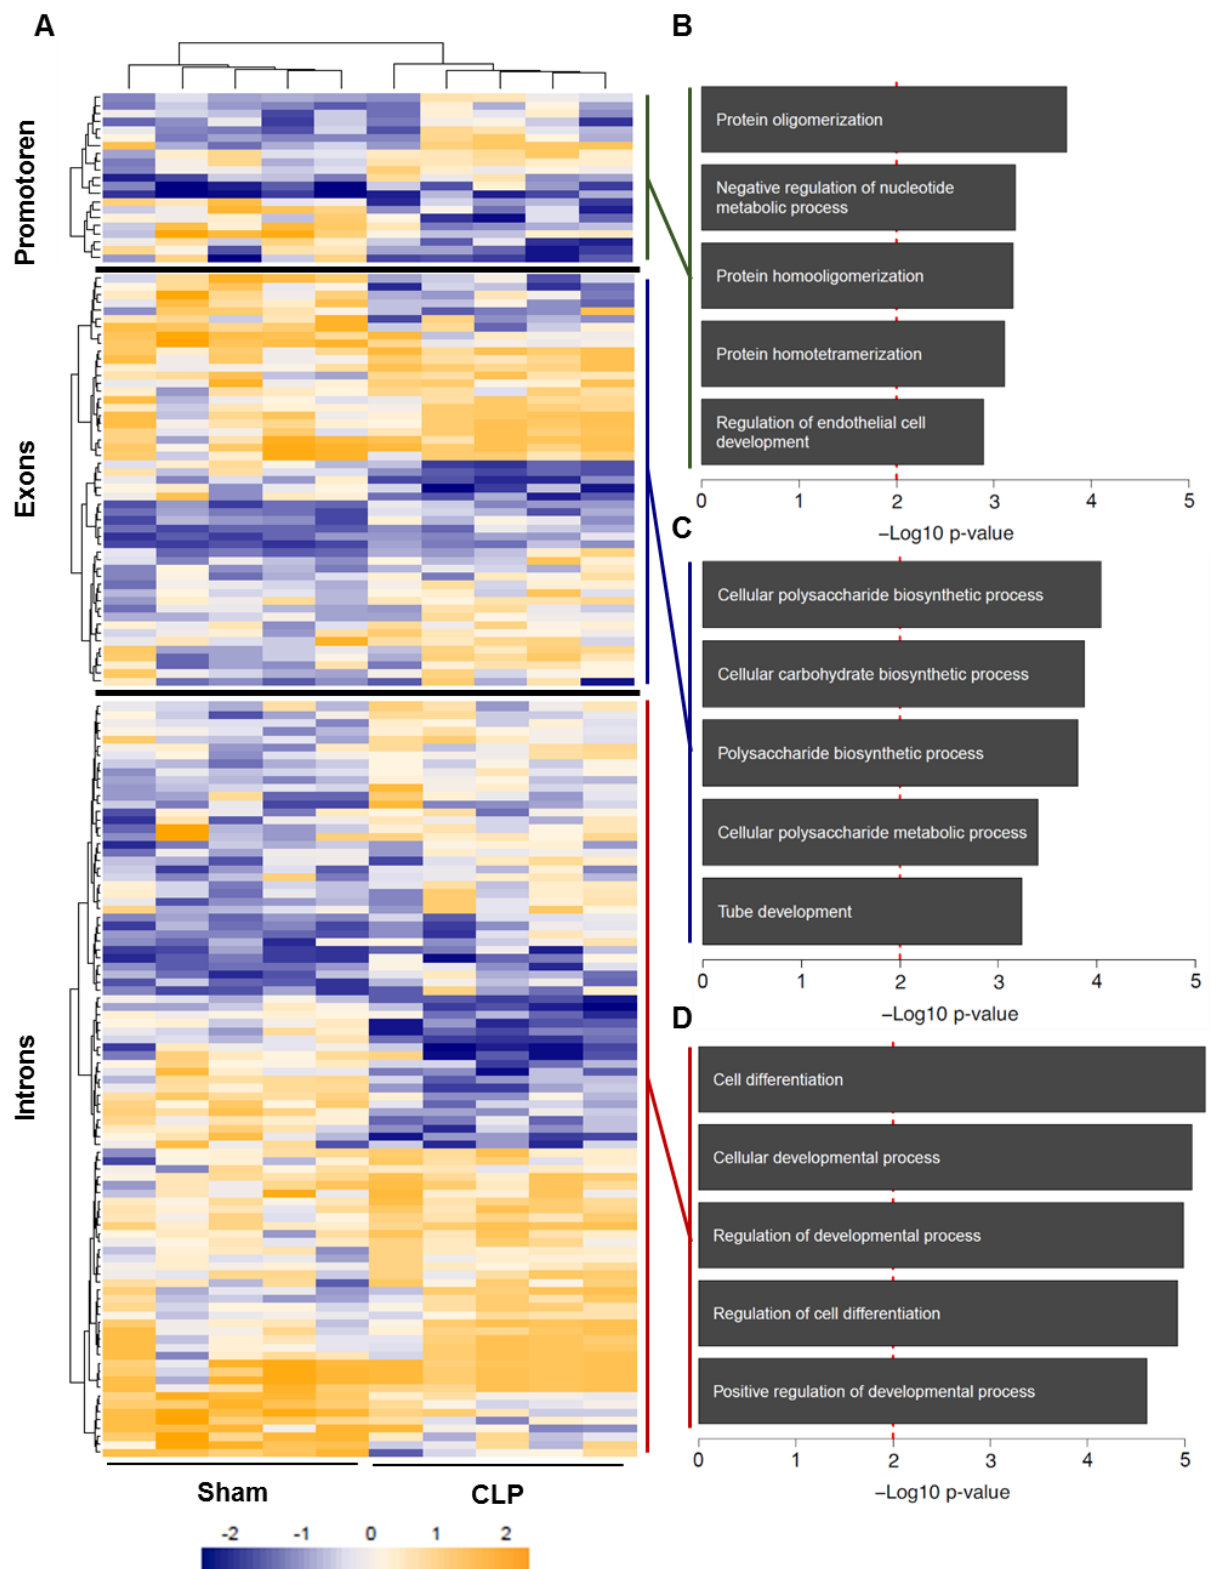 A
B
Promotoren
Exons
Introns
Protein oligomerization
Negative regulation of nucleotide
metabolic process
Protein homooligomerization
Protein homotetramerization
Regulation of endothelial cell
development
0 1 2 3 4 5
−Log10 p-value
C
Cellular polysaccharide biosynthetic process
Cellular carbohydrate biosynthetic process
Polysaccharide biosynthetic process
Cellular polysaccharide metabolic process
Tube development
0 1 2 3 4 5
−Log10 p-value
D
Cell differentiation
Cellular developmental process
Regulation of developmental process
Regulation of cell differentiation
Positive regulation of developmental process
0 1 2 3 4 5
−Log10 p-value
Sham CLP
-2 -1 0 1 2